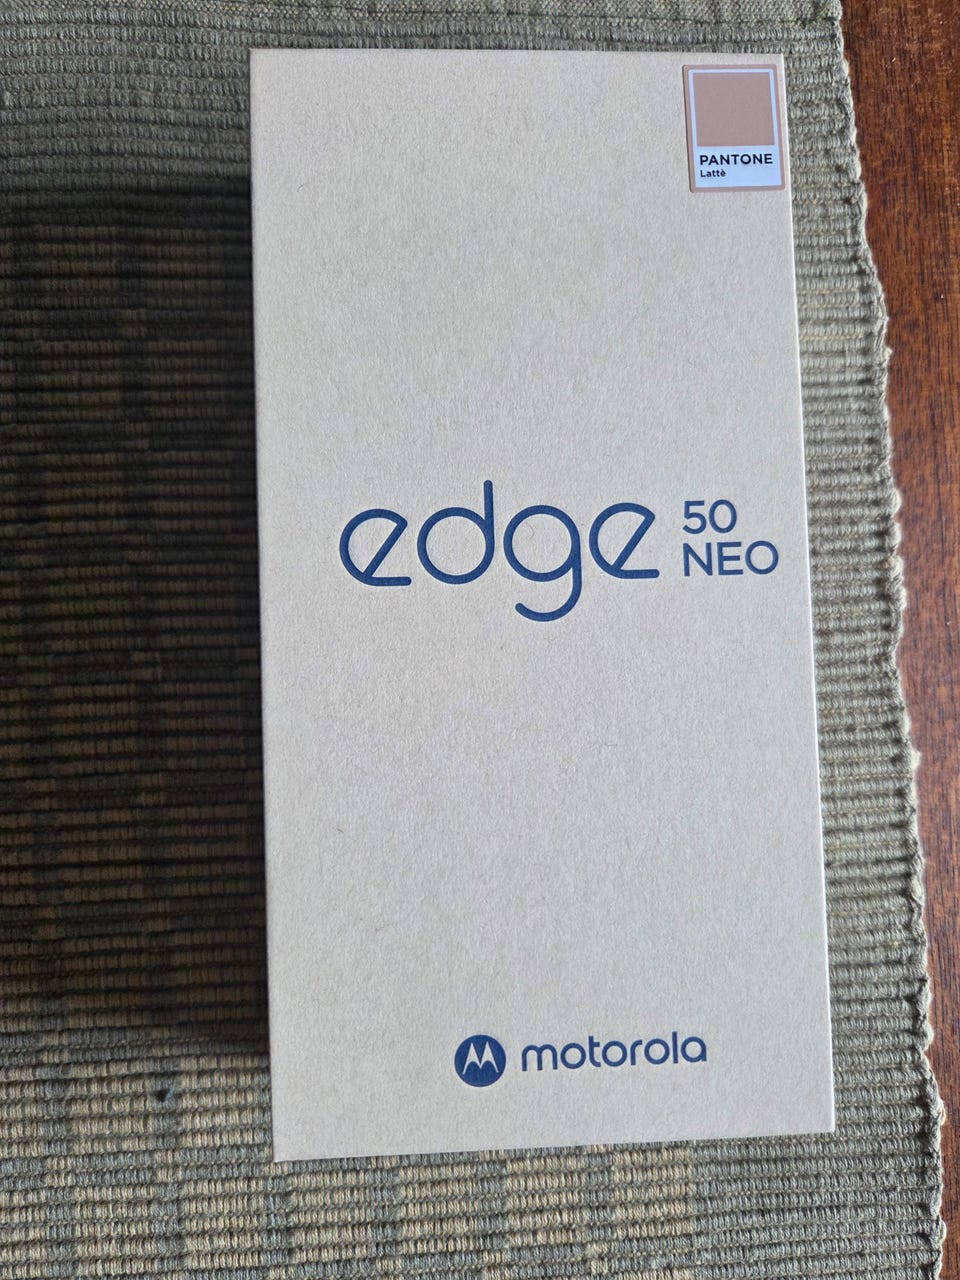 PANTONE
Lattè
edge 50
NEO
motorola